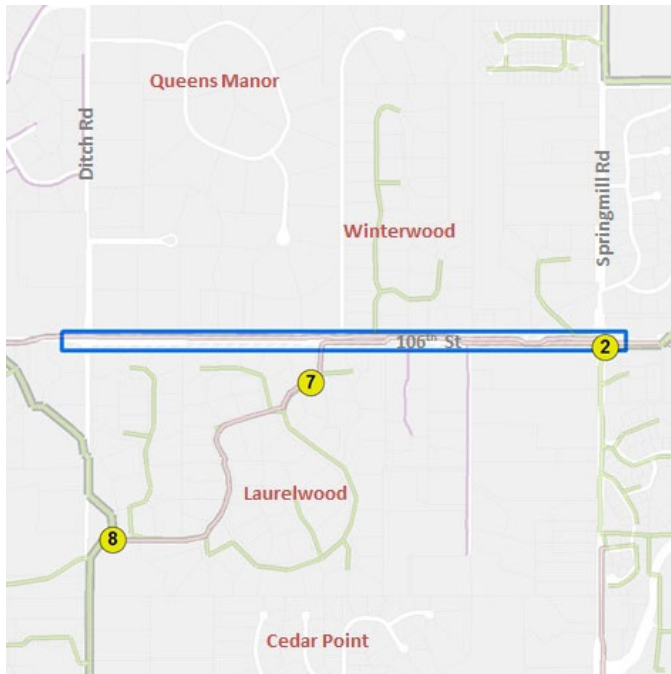 Queens Manor
Ditch Rd
Winterwood
Springmill Rd
106th St
2
7
Laurelwood
8
Cedar Point